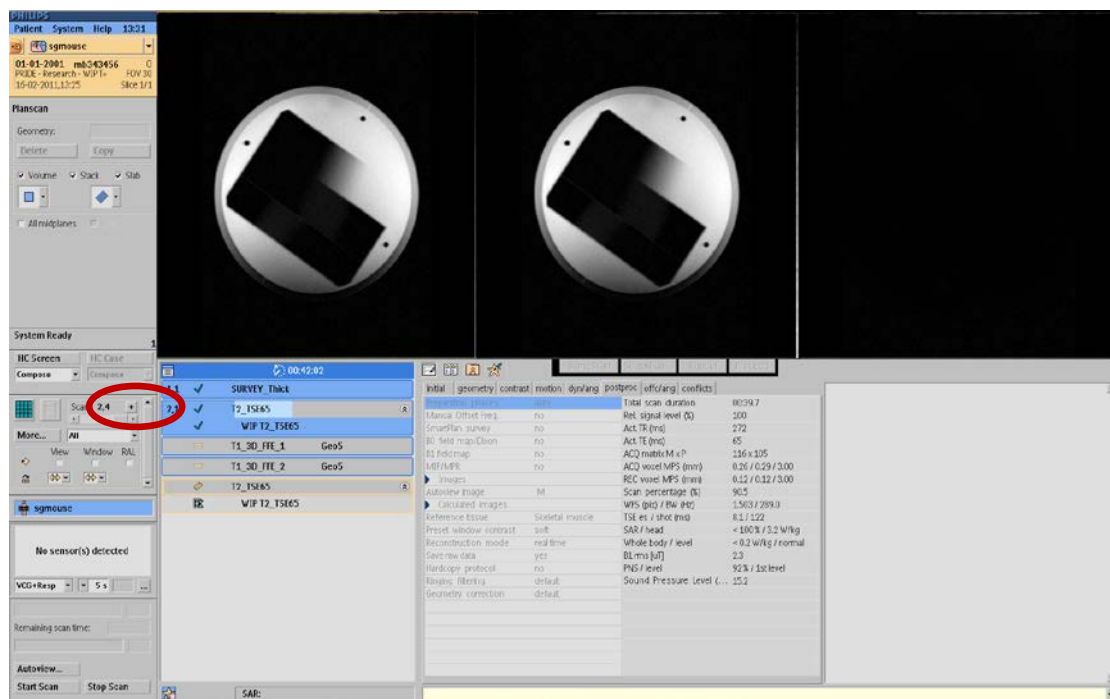 PHILIPS
Patient System Help 13:31
sgmouse
01-01-2001 mb343456 0
PRIDE - Research - WIPT+ FOV 30
16-02-2011,13:25 Slice 1/1
Planscan
Geometry:
Delete Copy
Volume Stack Slab
All midplanes
System Ready
1
HC Screen HC Case
Compose Compose
Scan 2,4 +
More... All
View Window RAL
sgmouse
No sensor(s) detected
VCG+Resp 5 s ...
Remaining scan time:
Autoview...
Start Scan Stop Scan
00:42:02
SURVEY_Thick
2,1 T2_TSE65
WIP T2_TSE65
T1_3D_FFE_1 Geo5
T1_3D_FFE_2 Geo5
T2_TSE65
WIP T2_TSE65
SAR:
initial geometry contrast motion dyn/ang postproc offc/ang conflicts
Preparation phases auto Total scan duration 00:39.7
Manual Offset Freq. no Rel. signal level (%) 100
SmartPlan survey no Act. TR (ms) 272
B0 field map/Dixon no Act. TE (ms) 65
B1 field map no ACQ matrix M x P 116 x 105
MIP/MPR no ACQ voxel MPS (mm) 0.26 / 0.29 / 3.00
Images REC voxel MPS (mm) 0.12 / 0.12 / 3.00
Autoview image M Scan percentage (%) 90.5
Calculated images WFS (pix) / BW (Hz) 1.503 / 289.0
Reference tissue Skeletal muscle TSE es / shot (ms) 8.1 / 122
Preset window contrast soft SAR / head < 100 % / 3.2 W/kg
Reconstruction mode real time Whole body / level < 0.2 W/kg / normal
Save raw data yes B1 rms [uT] 2.3
Hardcopy protocol no PNS / level 92 % / 1st level
Ringing filtering default Sound Pressure Level (... 15.2
Geometry correction default